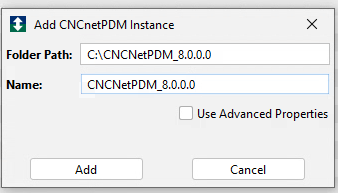 Add CNCnetPDM Instance
Folder Path: C:\CNCNetPDM_8.0.0.0
Name: CNCNetPDM_8.0.0.0
Use Advanced Properties
Add Cancel